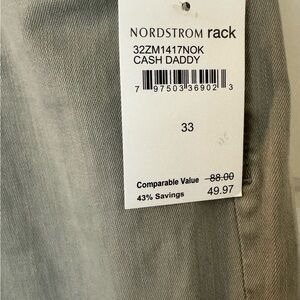 NORDSTROM rack
32ZM1417NOK
CASH DADDY
7 97503 36902 3
33
Comparable Value 88.00
43% Savings 49.97